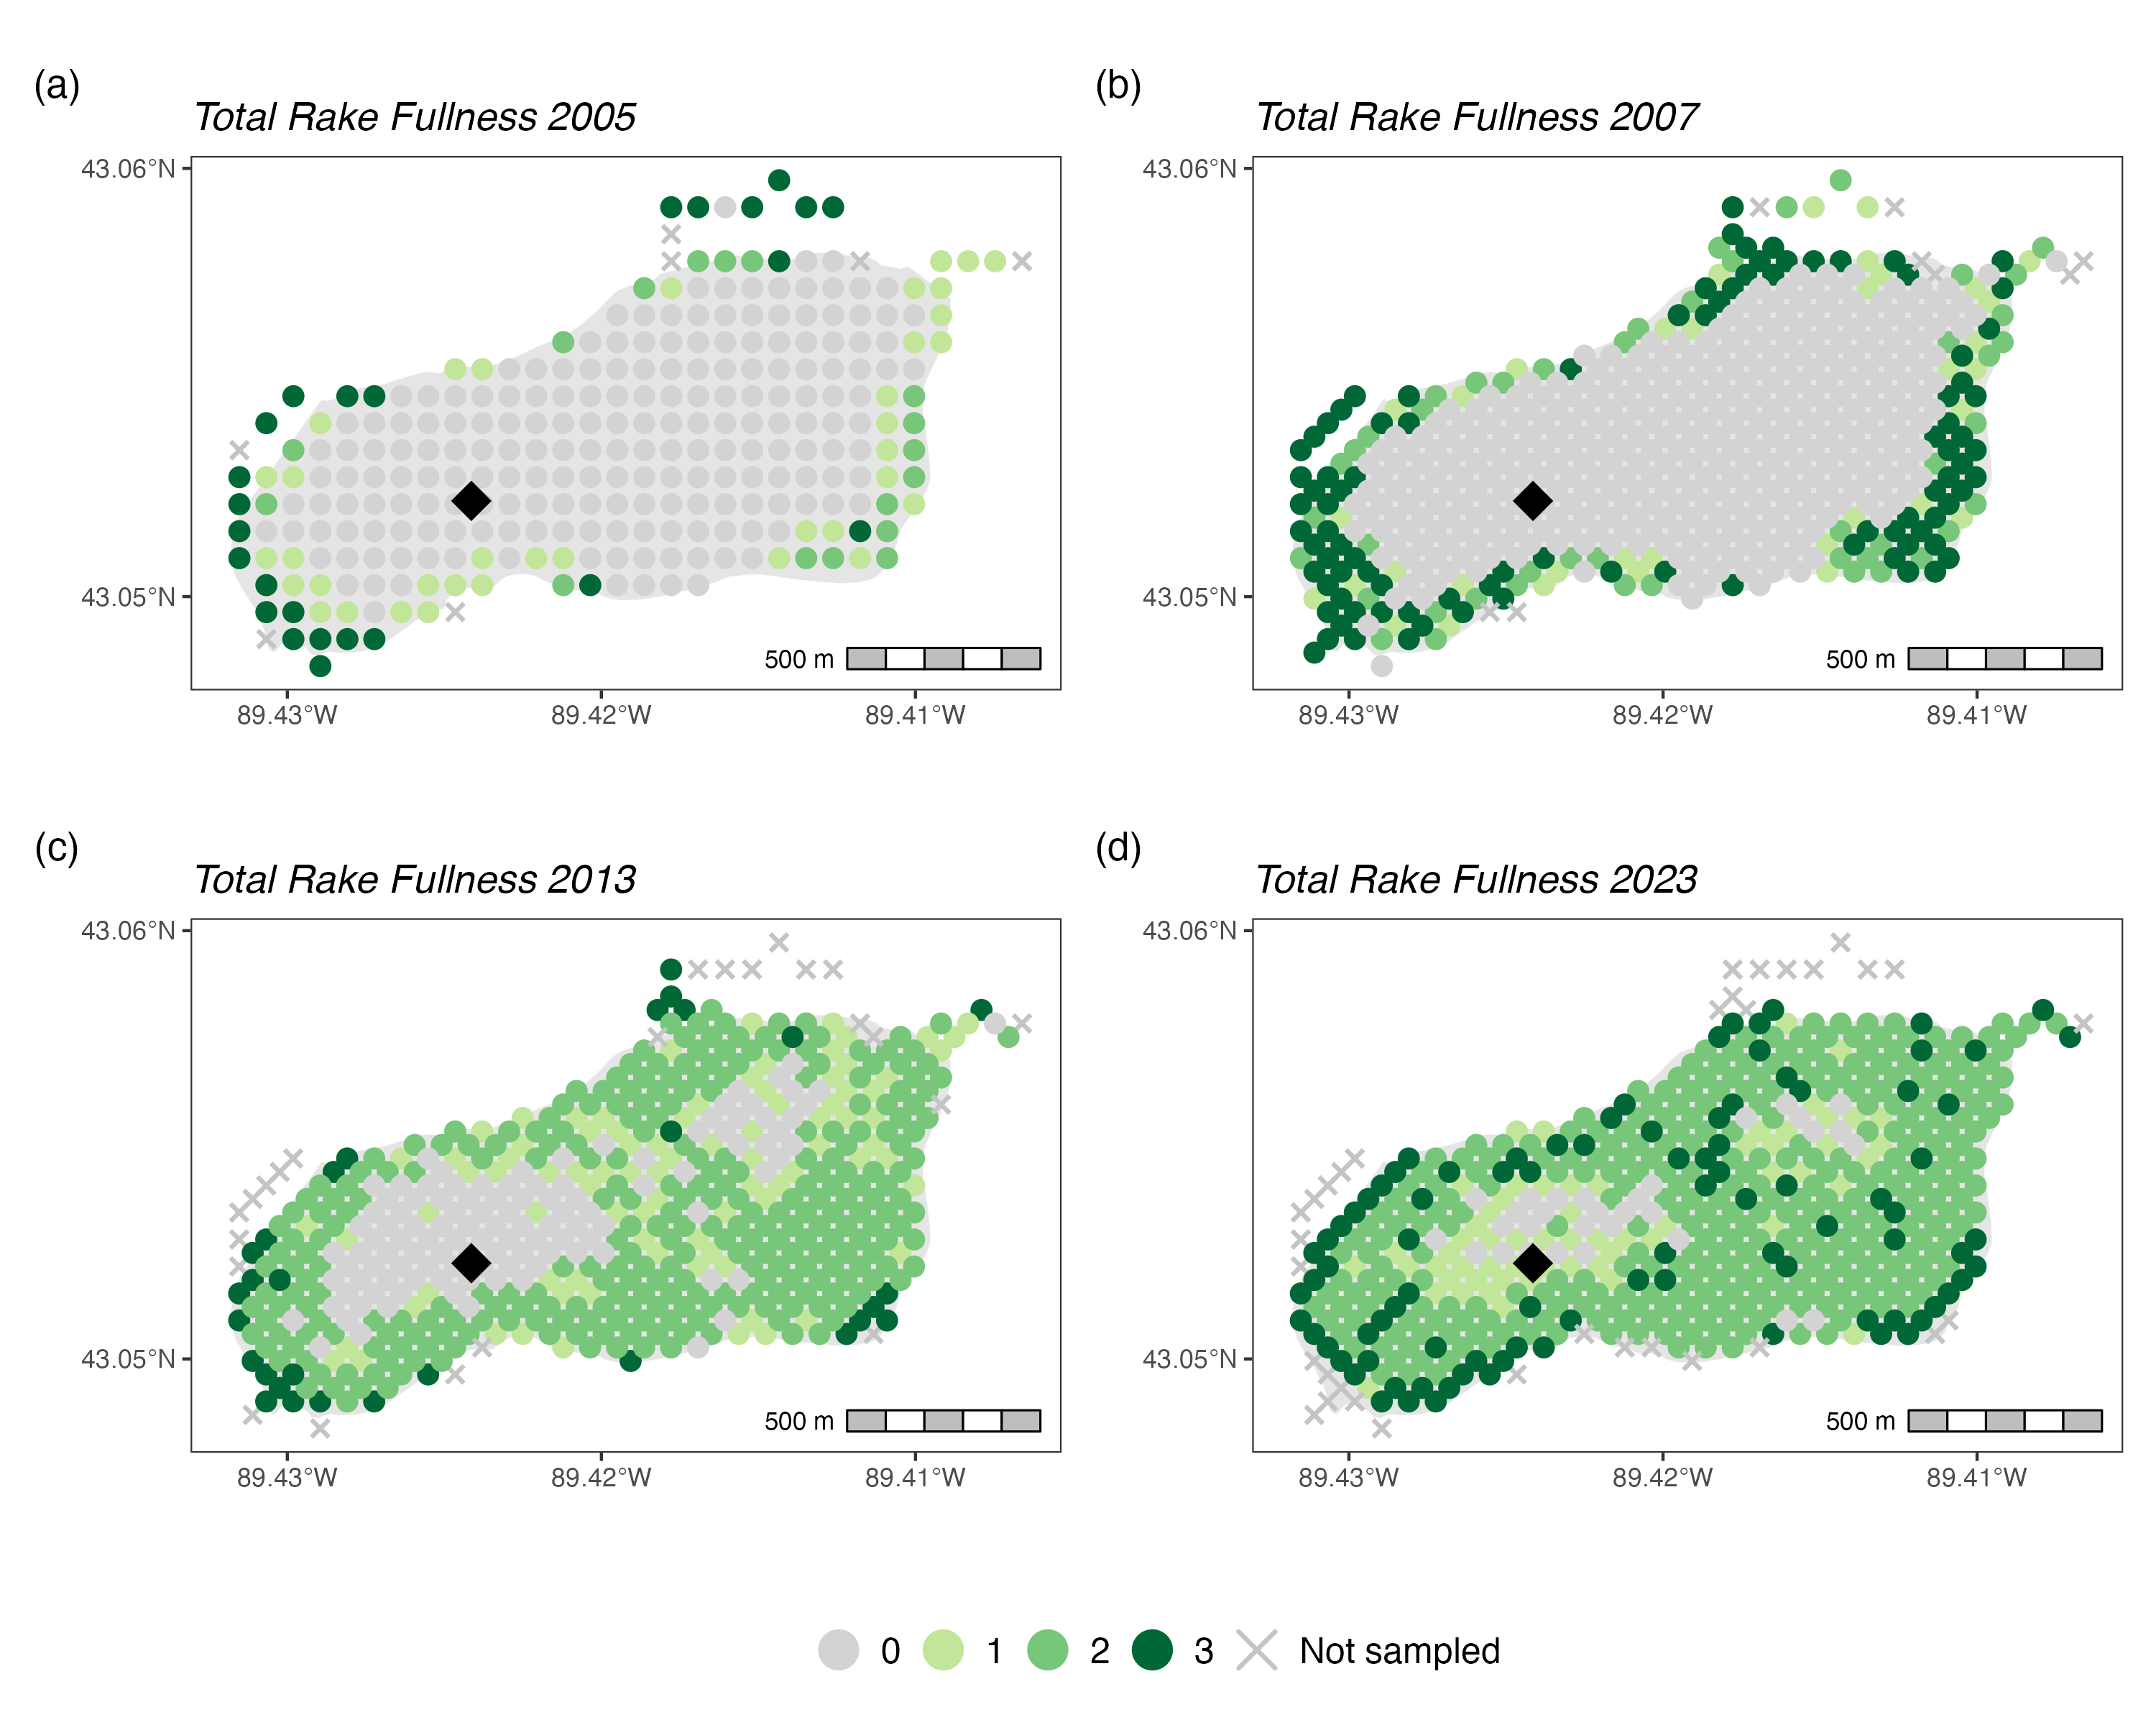 (a)
Total Rake Fullness 2005
43.06°N
43.05°N
500 m
89.43°W 89.42°W 89.41°W
(b)
Total Rake Fullness 2007
43.06°N
43.05°N
500 m
89.43°W 89.42°W 89.41°W
(c)
Total Rake Fullness 2013
43.06°N
43.05°N
500 m
89.43°W 89.42°W 89.41°W
(d)
Total Rake Fullness 2023
43.06°N
43.05°N
500 m
89.43°W 89.42°W 89.41°W
0 1 2 3 Not sampled